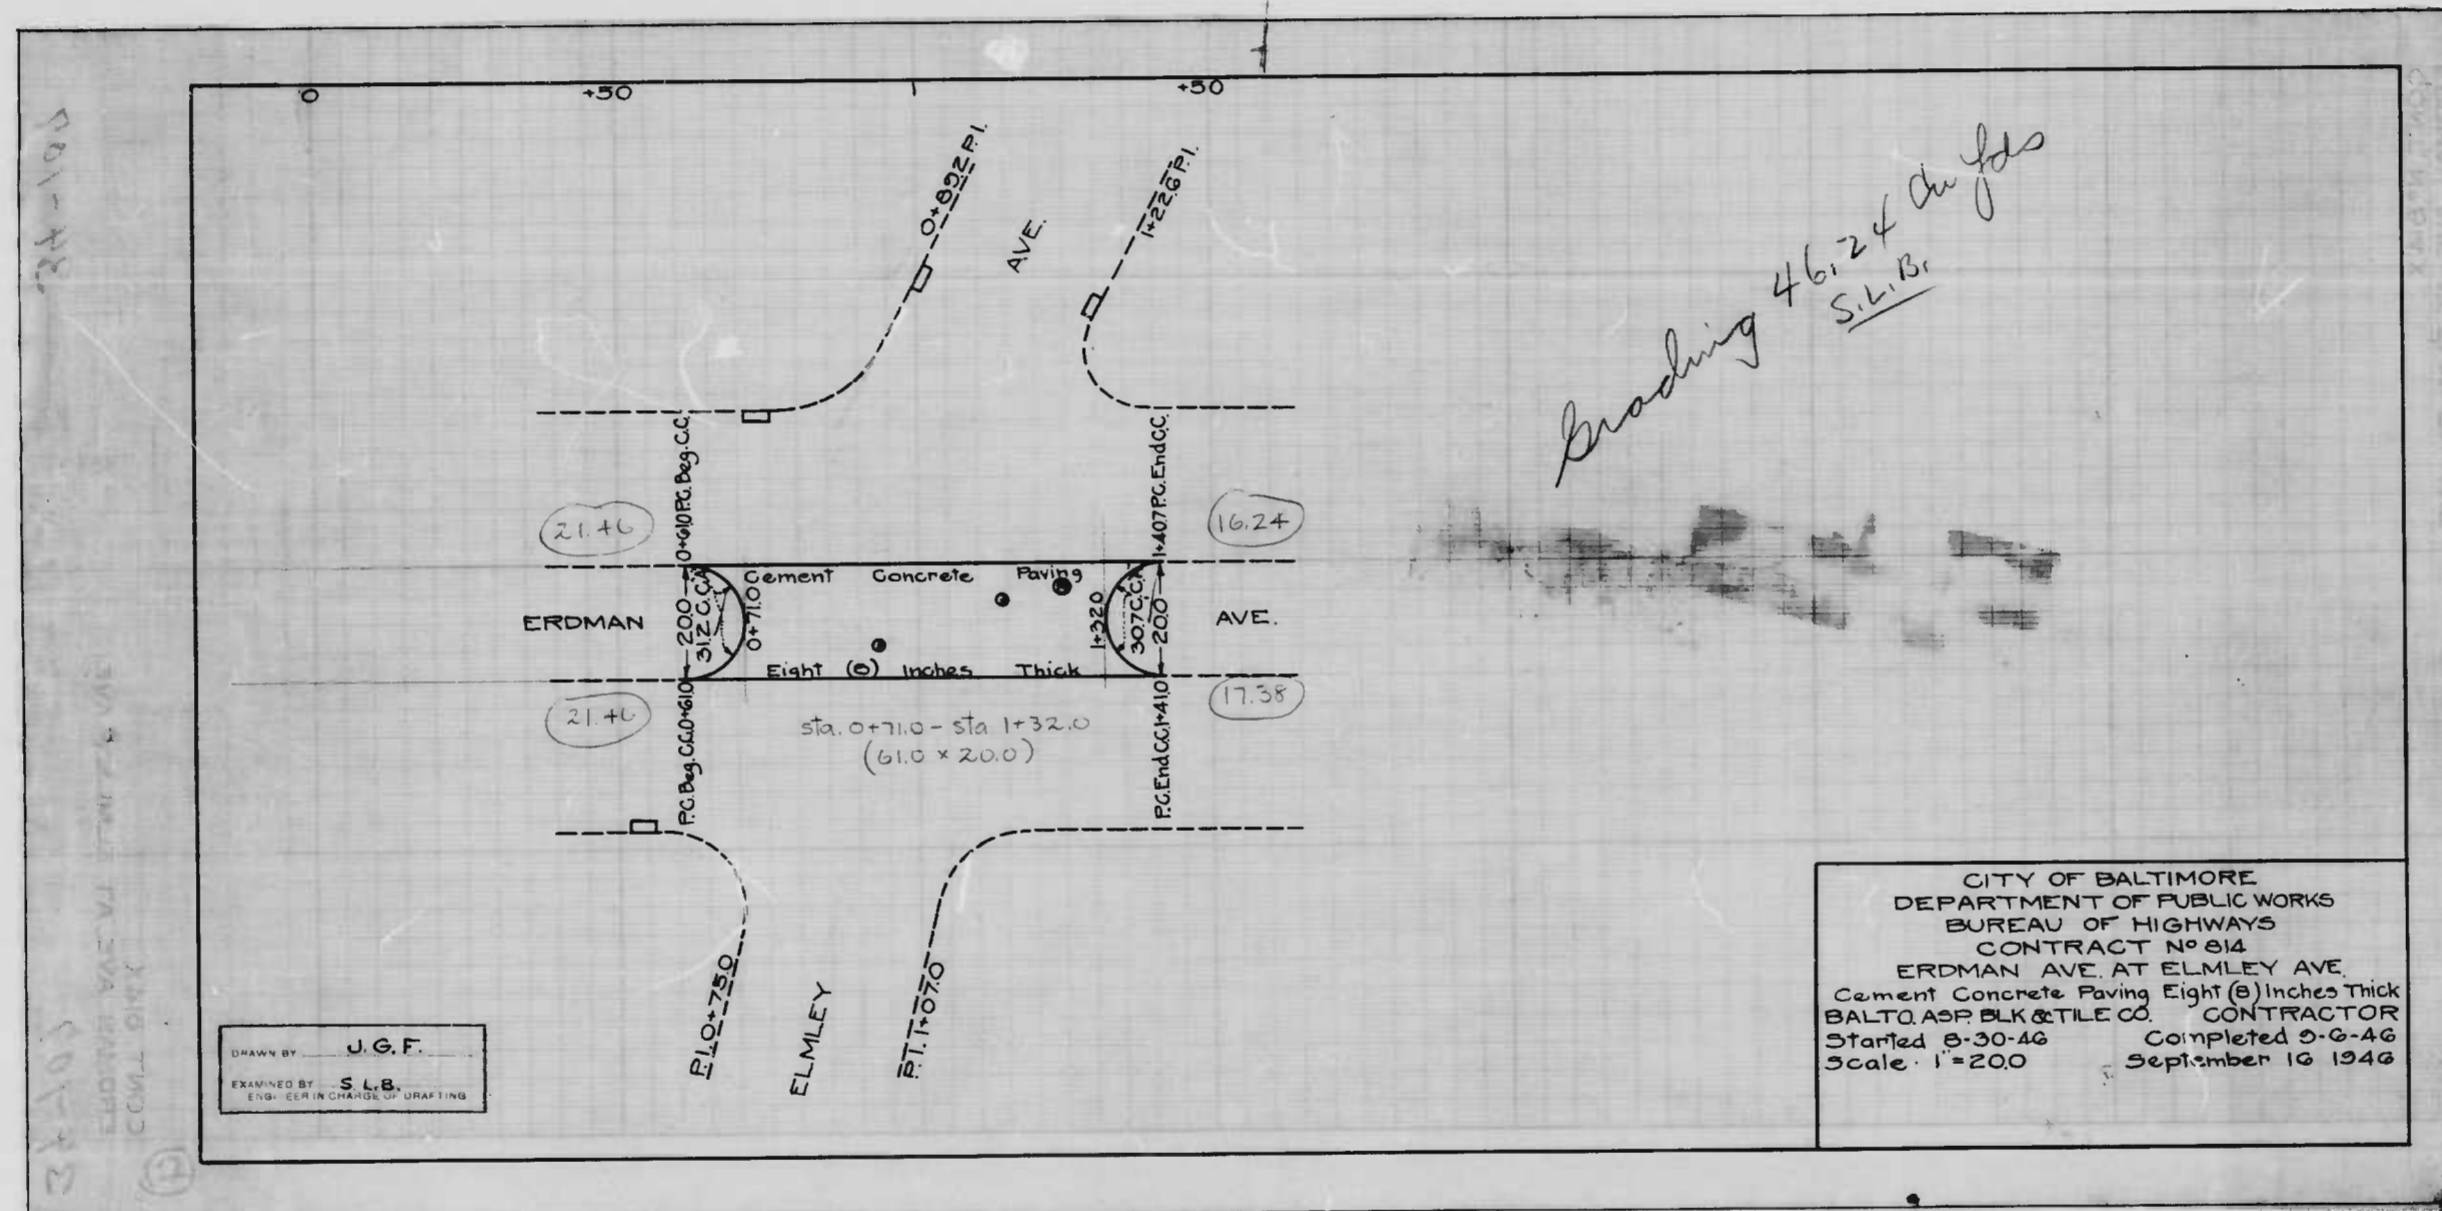 0 +50 1 +50
0+89.2 P.I.
1+22.6 P.I.
AVE.
Grading 46.24 Cu Yds
S.L.B.
0+61.0 P.C. Beg. C.C.
1+40.7 P.C. End C.C.
21.46
16.24
Cement Concrete Paving
ERDMAN
20.0
31.2 C.C.
0+71.0
1+32.0
30.7 C.C.
20.0
AVE.
Eight (8) Inches Thick
21.46
17.38
P.C. Beg. C.C. 0+61.0
P.C. End C.C. 1+41.0
sta. 0+71.0 - sta 1+32.0
(61.0 × 20.0)
P.I. 0+75.0
ELMLEY
P.T. 1+07.0
DRAWN BY J.G.F.
EXAMINED BY S.L.B.
ENGINEER IN CHARGE OF DRAFTING
CITY OF BALTIMORE
DEPARTMENT OF PUBLIC WORKS
BUREAU OF HIGHWAYS
CONTRACT No 814
ERDMAN AVE. AT ELMLEY AVE.
Cement Concrete Paving Eight (8) Inches Thick
BALTO. ASP. BLK & TILE CO. CONTRACTOR
Started 8-30-46 Completed 9-6-46
Scale 1"=20.0 September 16 1946